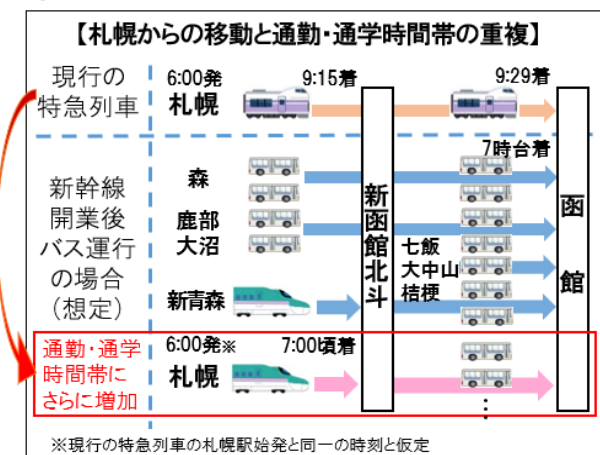 【札幌からの移動と通勤・通学時間帯の重複】
現行の
特急列車
6:00発
札幌
9:15着
9:29着
新幹線
開業後
バス運行
の場合
(想定)
森
鹿部
大沼
新青森
新函館北斗
7時台着
七飯
大中山
桔梗
函館
通勤・通学
時間帯に
さらに増加
6:00発※
札幌
7:00頃着
※現行の特急列車の札幌駅始発と同一の時刻と仮定